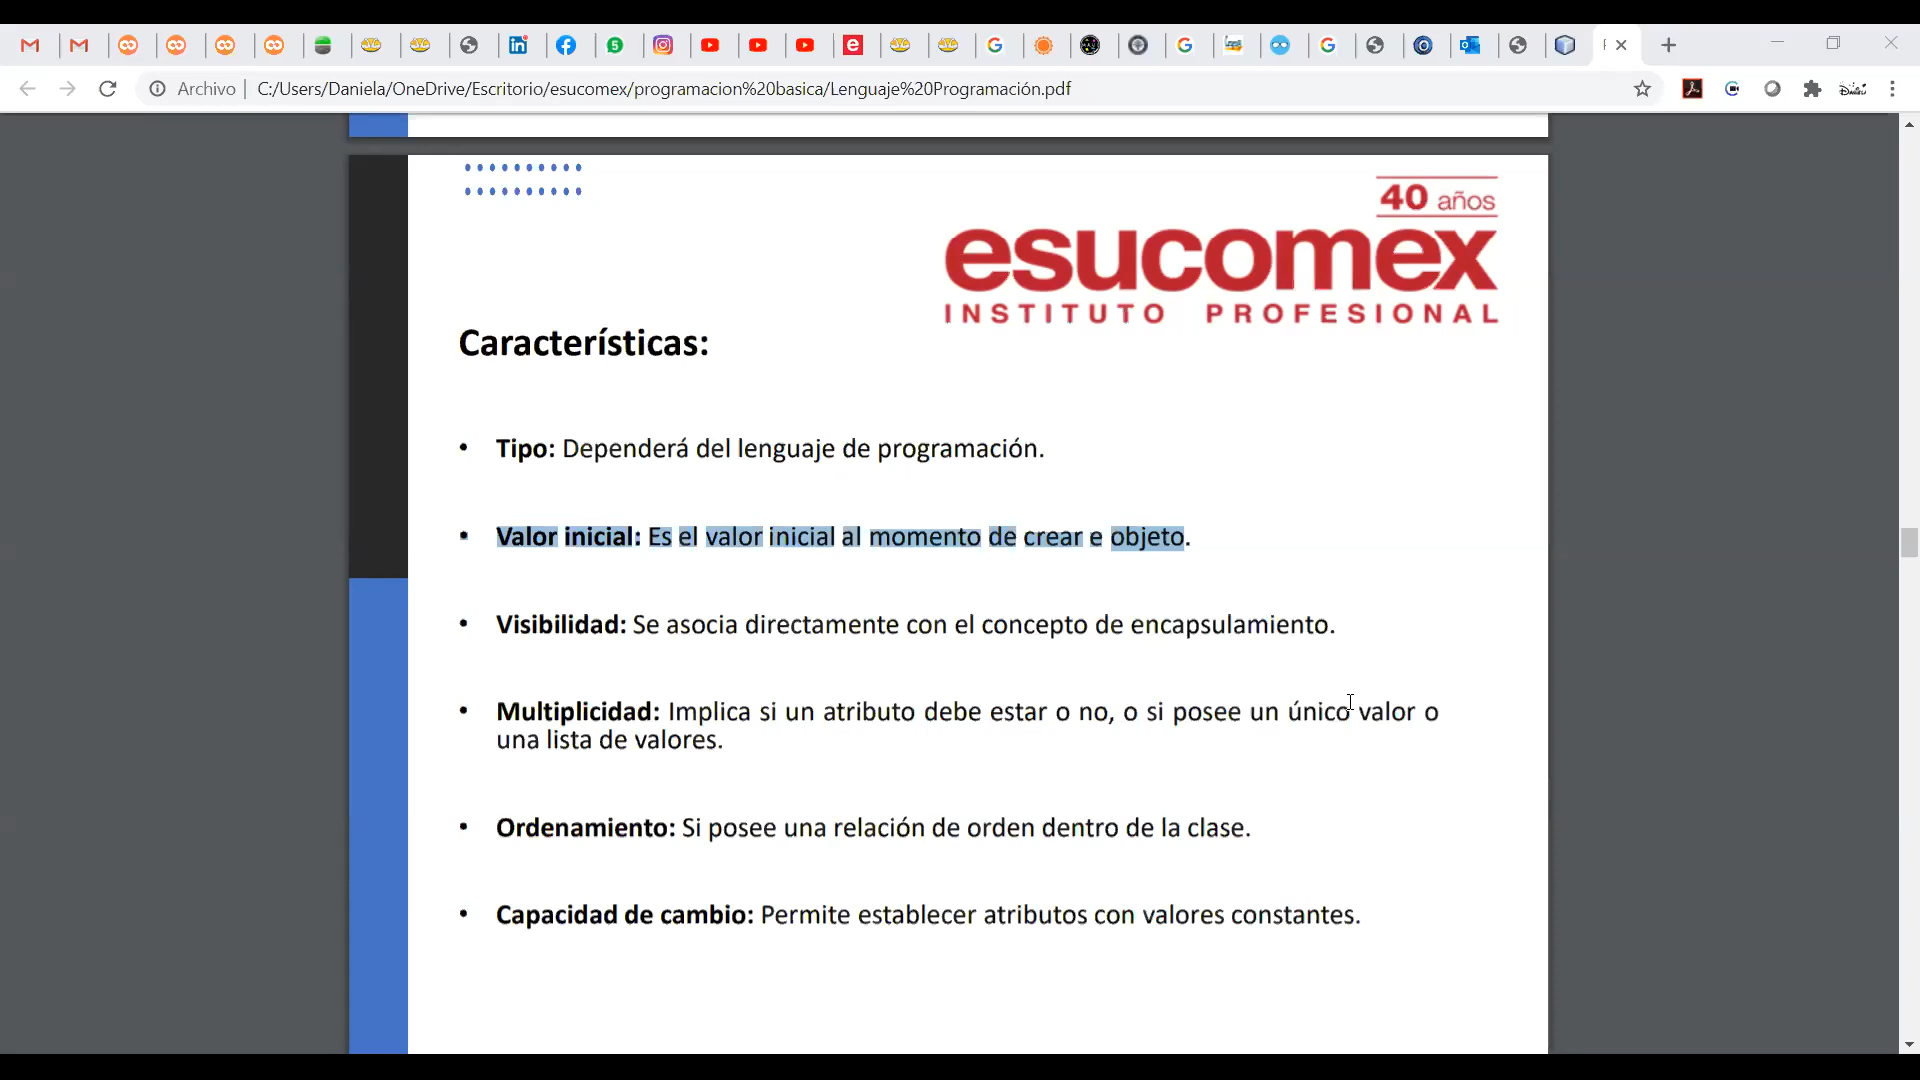 Archivo
C:/Users/Daniela/OneDrive/Escritorio/esucomex/programacion%20basica/Lenguaje%20Programación.pdf
40 años
esucomex
INSTITUTO PROFESIONAL
Características:
• Tipo: Dependerá del lenguaje de programación.
• Valor inicial: Es el valor inicial al momento de crear e objeto.
• Visibilidad: Se asocia directamente con el concepto de encapsulamiento.
• Multiplicidad: Implica si un atributo debe estar o no, o si posee un único valor o
una lista de valores.
• Ordenamiento: Si posee una relación de orden dentro de la clase.
• Capacidad de cambio: Permite establecer atributos con valores constantes.